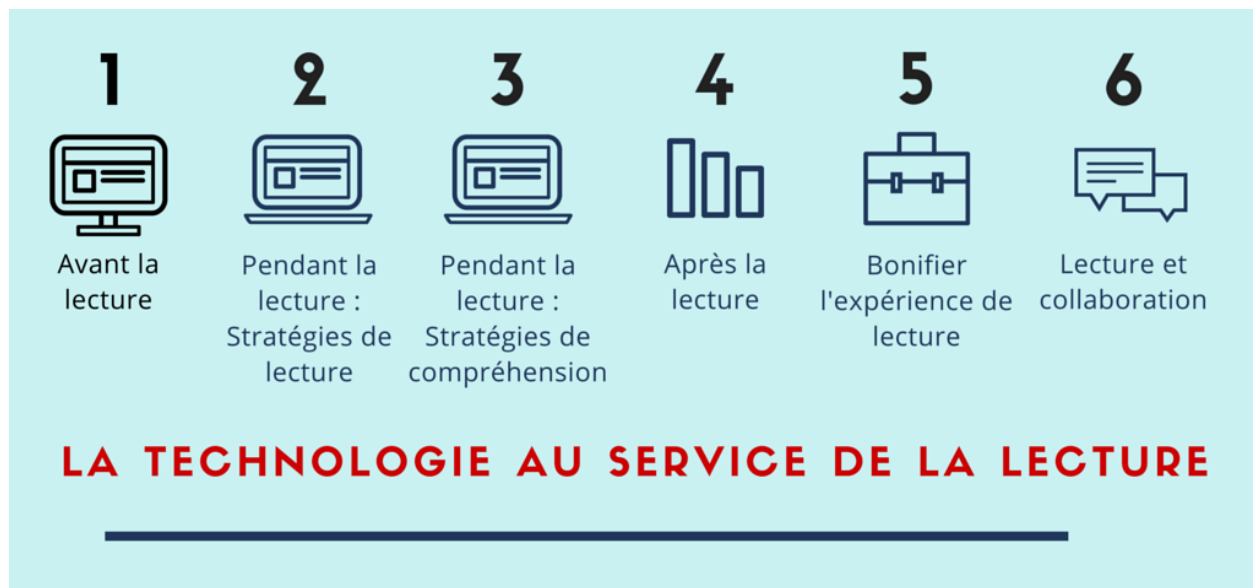 1
Avant la
lecture
2
Pendant la
lecture :
Stratégies de
lecture
3
Pendant la
lecture :
Stratégies de
compréhension
4
Après la
lecture
5
Bonifier
l'expérience de
lecture
6
Lecture et
collaboration
LA TECHNOLOGIE AU SERVICE DE LA LECTURE